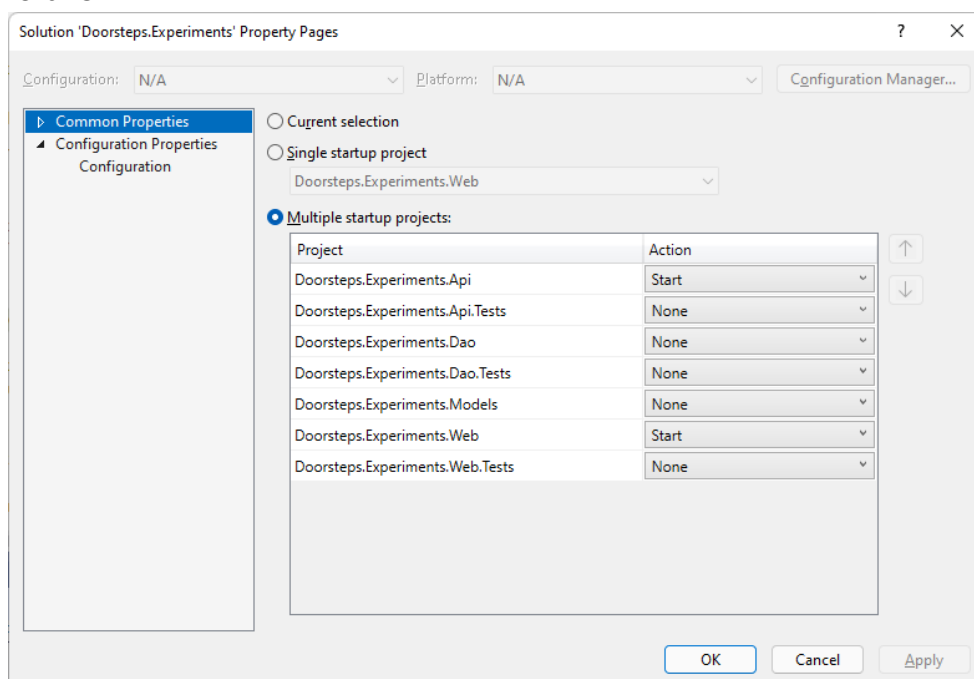 Solution 'Doorsteps.Experiments' Property Pages
?
Configuration: N/A Platform: N/A Configuration Manager...
Common Properties
Configuration Properties
Configuration
Current selection
Single startup project
Doorsteps.Experiments.Web
Multiple startup projects:
Project Action
Doorsteps.Experiments.Api Start
Doorsteps.Experiments.Api.Tests None
Doorsteps.Experiments.Dao None
Doorsteps.Experiments.Dao.Tests None
Doorsteps.Experiments.Models None
Doorsteps.Experiments.Web Start
Doorsteps.Experiments.Web.Tests None
OK Cancel Apply